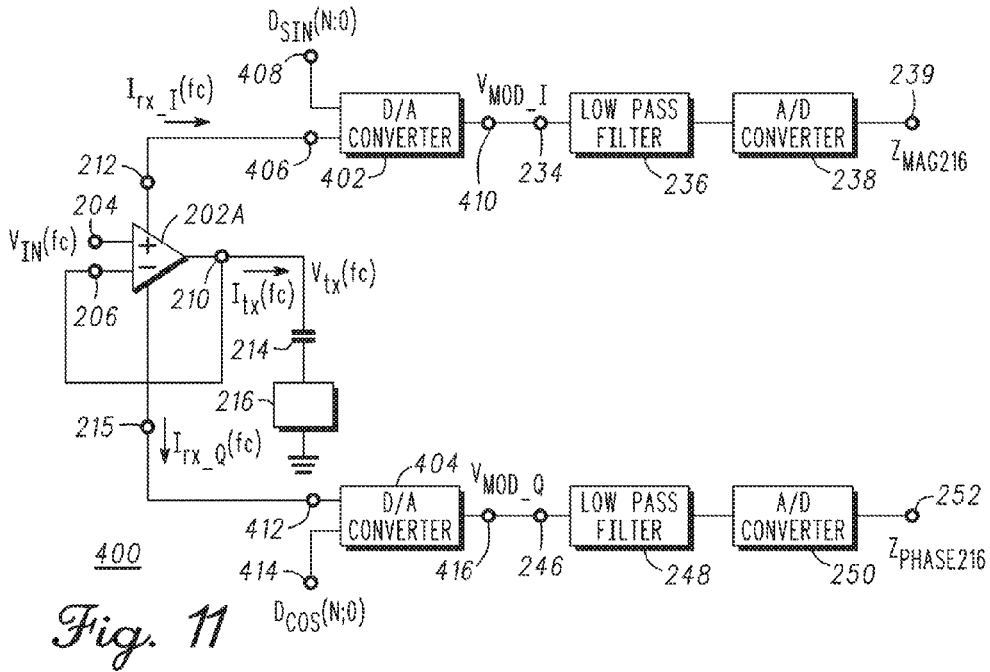 D_SIN(N:0)
408
I_rx_I(fc)
D/A
CONVERTER
402
406
V_MOD_I
410
234
LOW PASS
FILTER
236
A/D
CONVERTER
238
239
Z_MAG216
212
204
202A
V_IN(fc)
+
−
206
210
I_tx(fc)
V_tx(fc)
214
216
215
I_rx_Q(fc)
404
D/A
CONVERTER
412
414
D_COS(N:0)
V_MOD_Q
416
246
LOW PASS
FILTER
248
A/D
CONVERTER
250
252
Z_PHASE216
400
Fig. 11